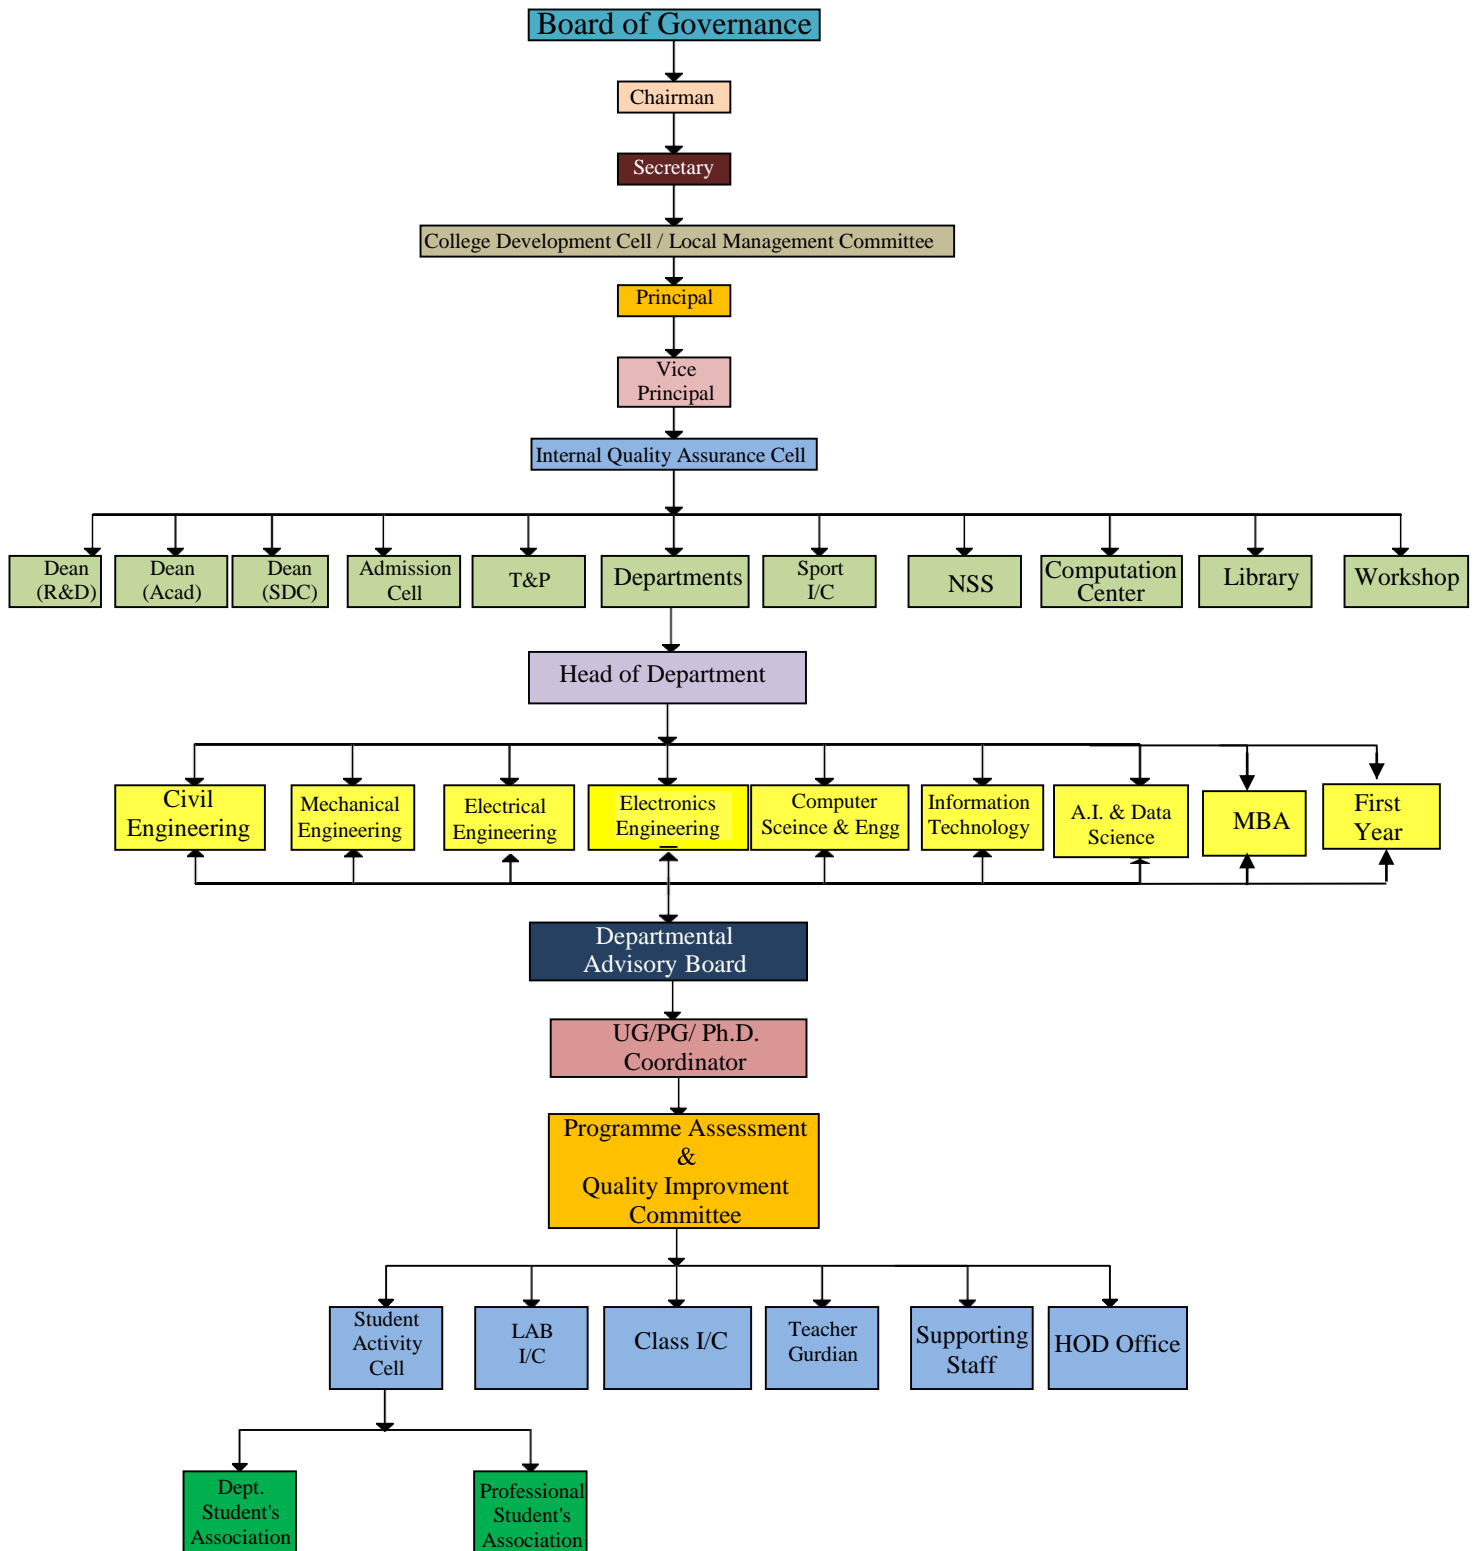 Board of Governance
Chairman
Secretary
College Development Cell / Local Management Committee
Principal
Vice
Principal
Internal Quality Assurance Cell
Dean
(R&D)
Dean
(Acad)
Dean
(SDC)
Admission
Cell
T&P
Departments
Sport
I/C
NSS
Computation
Center
Library
Workshop
Head of Department
Civil
Engineering
Mechanical
Engineering
Electrical
Engineering
Electronics
Engineering
Computer
Sceince & Engg
Information
Technology
A.I. & Data
Science
MBA
First
Year
Departmental
Advisory Board
UG/PG/ Ph.D.
Coordinator
Programme Assessment
&
Quality Improvment
Committee
Student
Activity
Cell
LAB
I/C
Class I/C
Teacher
Gurdian
Supporting
Staff
HOD Office
Dept.
Student's
Association
Professional
Student's
Association